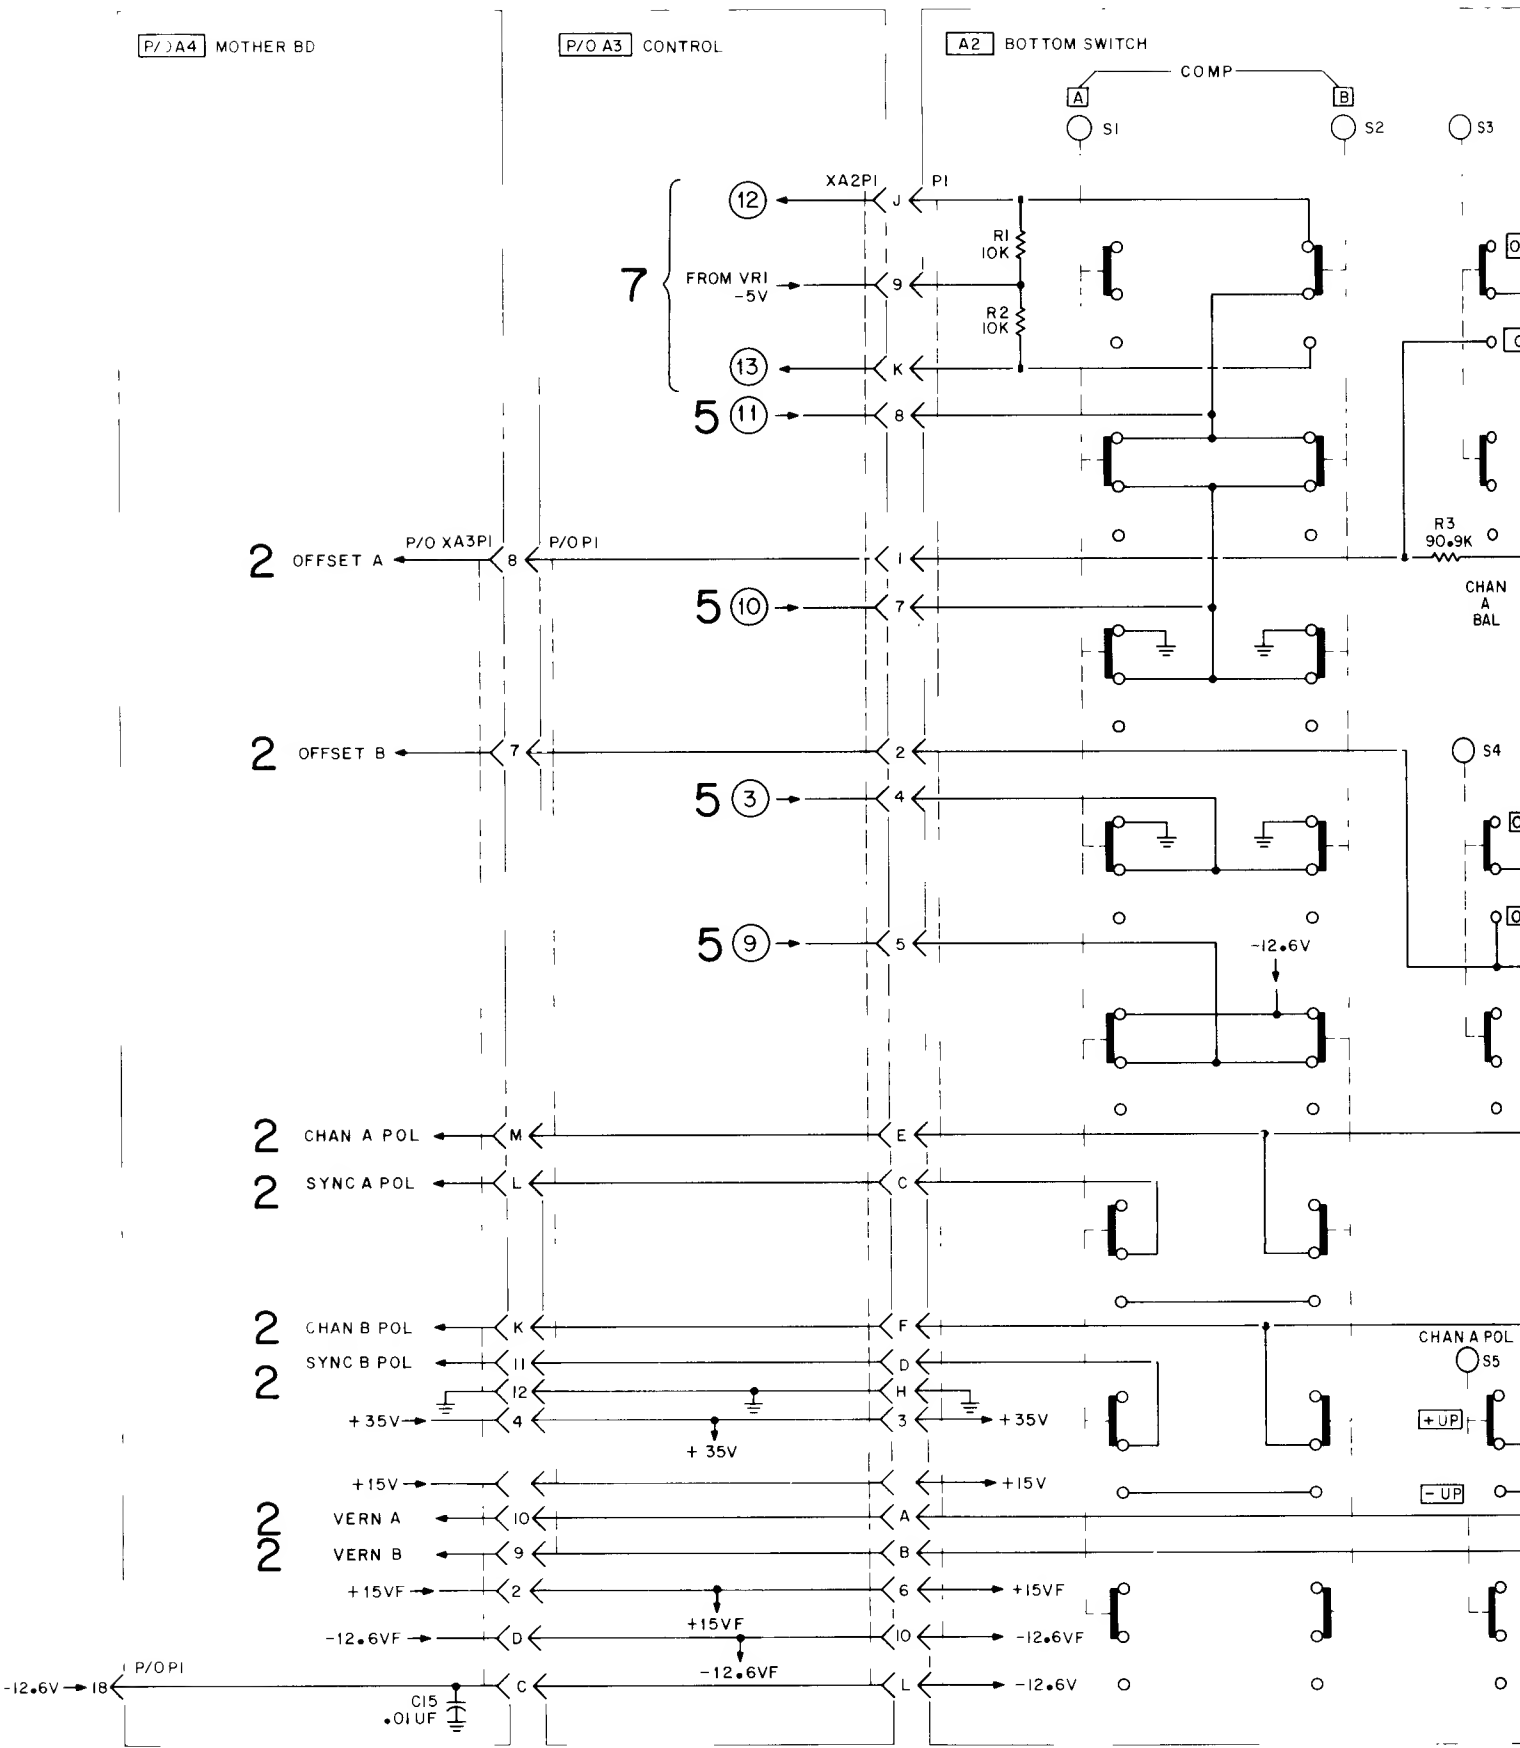 P/OA4 MOTHER BD
P/O A3 CONTROL
A2 BOTTOM SWITCH
COMP
A
B
S1
S2
S3
XA2P1
P1
12
J
R1
10K
7
FROM VR1
-5V
9
R2
10K
13
K
5
11
8
R3
90.9K
P/O XA3P1
P/O P1
2
OFFSET A
8
1
5
10
7
CHAN
A
BAL
2
OFFSET B
7
2
S4
5
3
4
5
9
5
-12.6V
2
CHAN A POL
M
E
2
SYNC A POL
L
C
2
CHAN B POL
K
F
CHAN A POL
S5
SYNC B POL
11
D
2
12
H
+35V
4
3
+35V
+UP
+35V
+15V
+15V
-UP
2
VERN A
10
A
2
VERN B
9
B
+15VF
2
6
+15VF
+15VF
-12.6VF
D
10
-12.6VF
-12.6VF
P/O P1
-12.6V
18
C
L
-12.6V
C15
.01UF